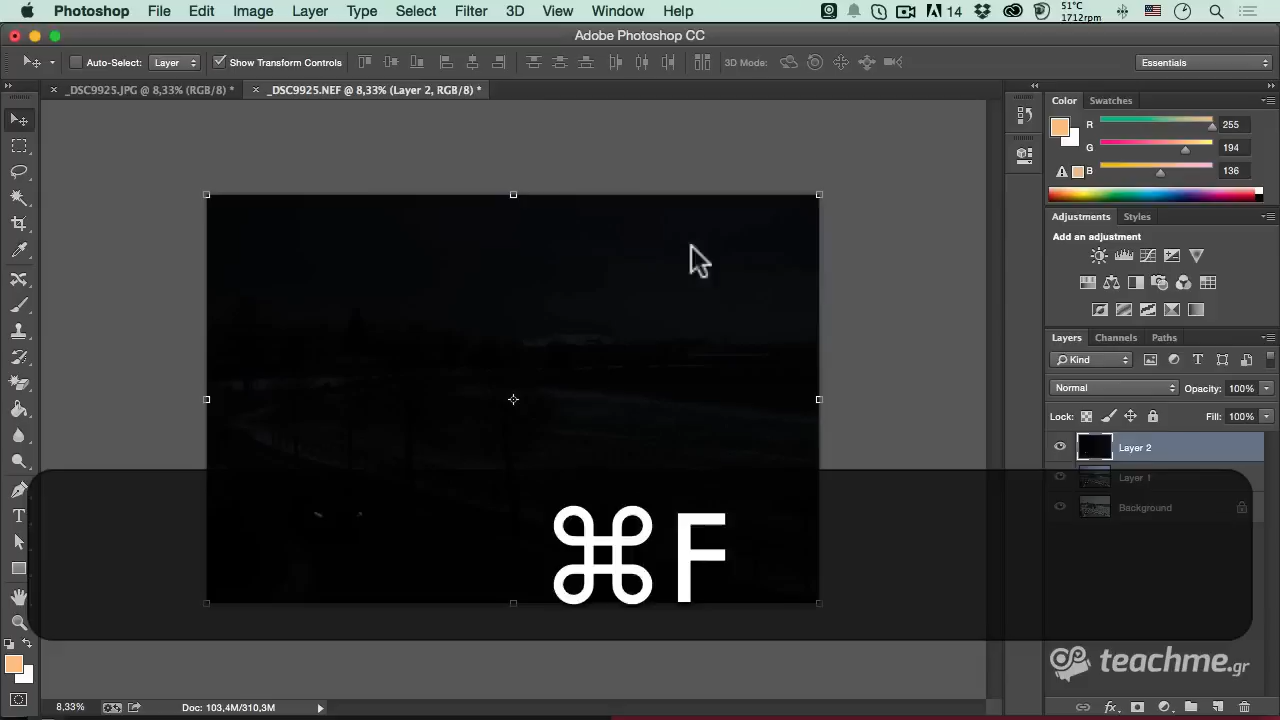 Photoshop File Edit Image Layer Type Select Filter 3D View Window Help 14 51°C 1712rpm
Adobe Photoshop CC
Auto-Select: Layer Show Transform Controls 3D Mode: Essentials
_DSC9925.JPG @ 8,33% (RGB/8) * _DSC9925.NEF @ 8,33% (Layer 2, RGB/8) *
Color Swatches
R 255
G 194
B 136
Adjustments Styles
Add an adjustment
Layers Channels Paths
Kind
Normal Opacity: 100%
Lock: Fill: 100%
Layer 2
Layer 1
Background
⌘F
teachme.gr
8,33% Doc: 103,4M/310,3M